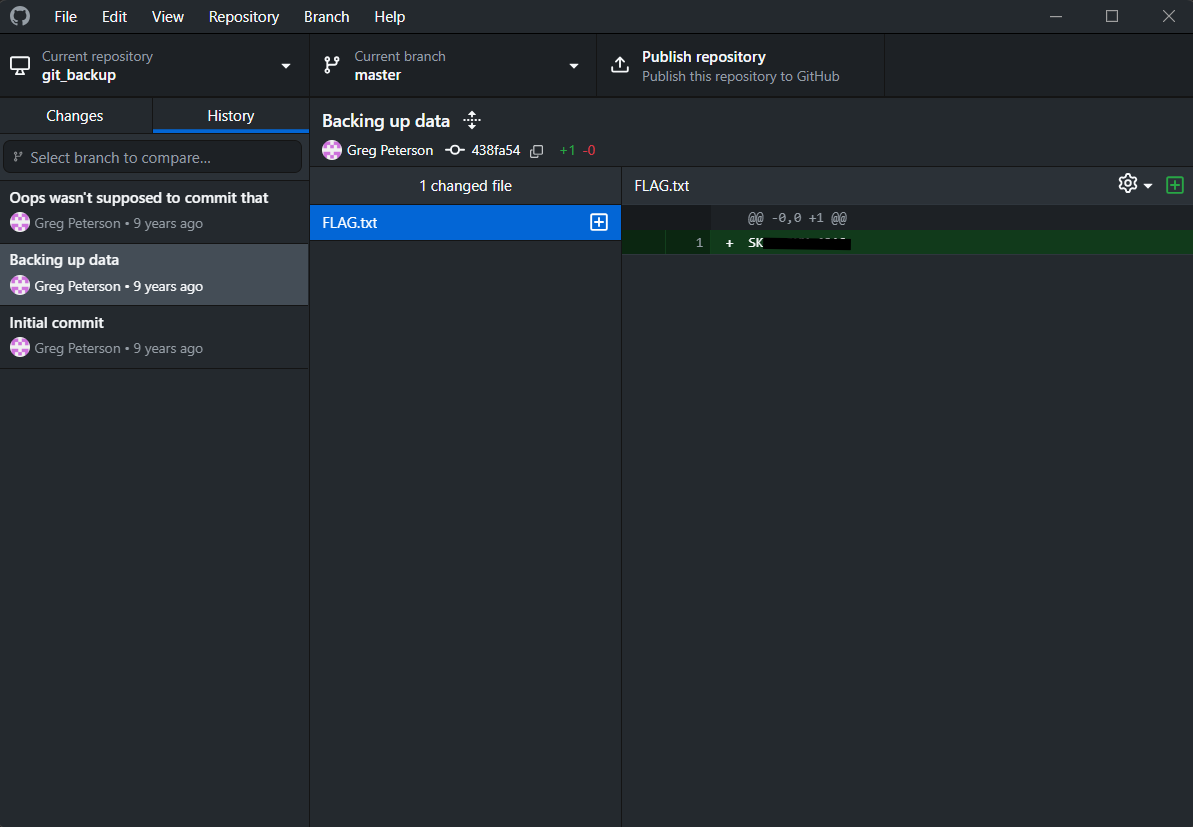 File Edit View Repository Branch Help
Current repository
git_backup
Current branch
master
Publish repository
Publish this repository to GitHub
Changes
History
Select branch to compare...
Oops wasn't supposed to commit that
Greg Peterson • 9 years ago
Backing up data
Greg Peterson • 9 years ago
Initial commit
Greg Peterson • 9 years ago
Backing up data
Greg Peterson 438fa54 +1 -0
1 changed file
FLAG.txt
FLAG.txt
@@ -0,0 +1 @@
1 + SK